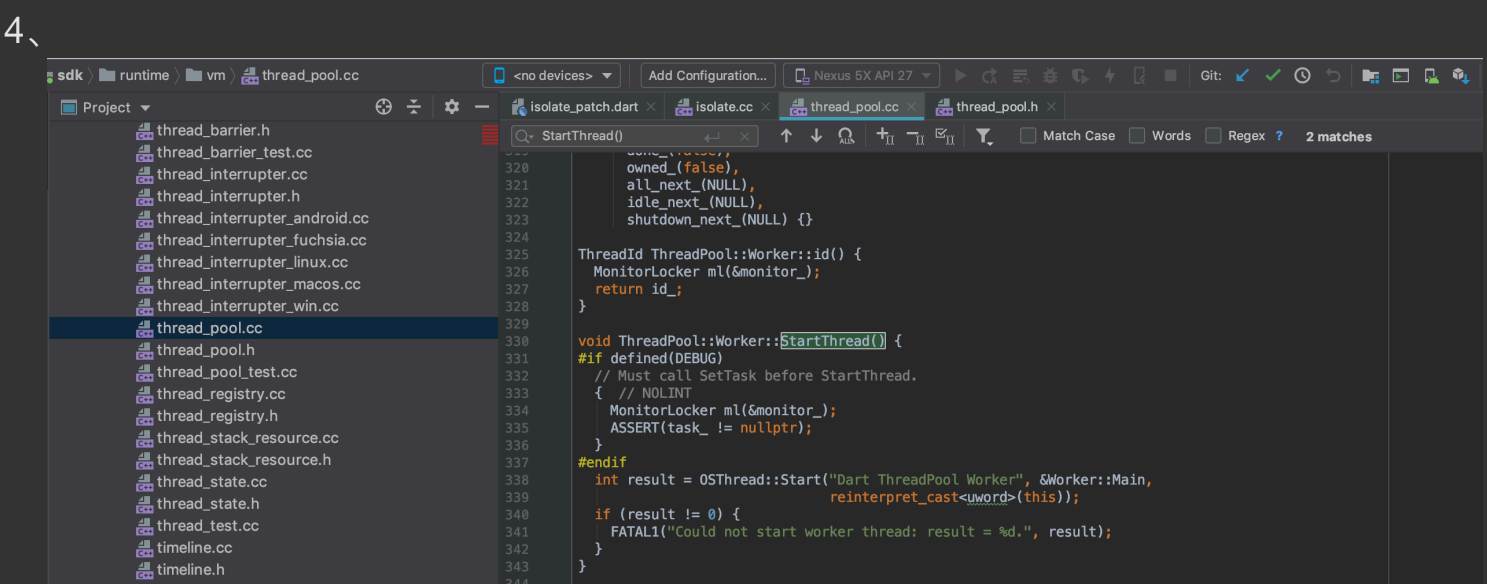 4、
sdk runtime vm thread_pool.cc <no devices> Add Configuration... Nexus 5X API 27 Git:
Project isolate_patch.dart isolate.cc thread_pool.cc thread_pool.h
StartThread() Match Case Words Regex ? 2 matches
thread_barrier.h
thread_barrier_test.cc
thread_interrupter.cc
thread_interrupter.h
thread_interrupter_android.cc
thread_interrupter_fuchsia.cc
thread_interrupter_linux.cc
thread_interrupter_macos.cc
thread_interrupter_win.cc
thread_pool.cc
thread_pool.h
thread_pool_test.cc
thread_registry.cc
thread_registry.h
thread_stack_resource.cc
thread_stack_resource.h
thread_state.cc
thread_state.h
thread_test.cc
timeline.cc
timeline.h
319 done_(false),
320 owned_(false),
321 all_next_(NULL),
322 idle_next_(NULL),
323 shutdown_next_(NULL) {}
324
325 ThreadId ThreadPool::Worker::id() {
326 MonitorLocker ml(&monitor_);
327 return id_;
328 }
329
330 void ThreadPool::Worker::StartThread() {
331 #if defined(DEBUG)
332 // Must call SetTask before StartThread.
333 { // NOLINT
334 MonitorLocker ml(&monitor_);
335 ASSERT(task_ != nullptr);
336 }
337 #endif
338 int result = OSThread::Start("Dart ThreadPool Worker", &Worker::Main,
339 reinterpret_cast<uword>(this));
340 if (result != 0) {
341 FATAL1("Could not start worker thread: result = %d.", result);
342 }
343 }
344